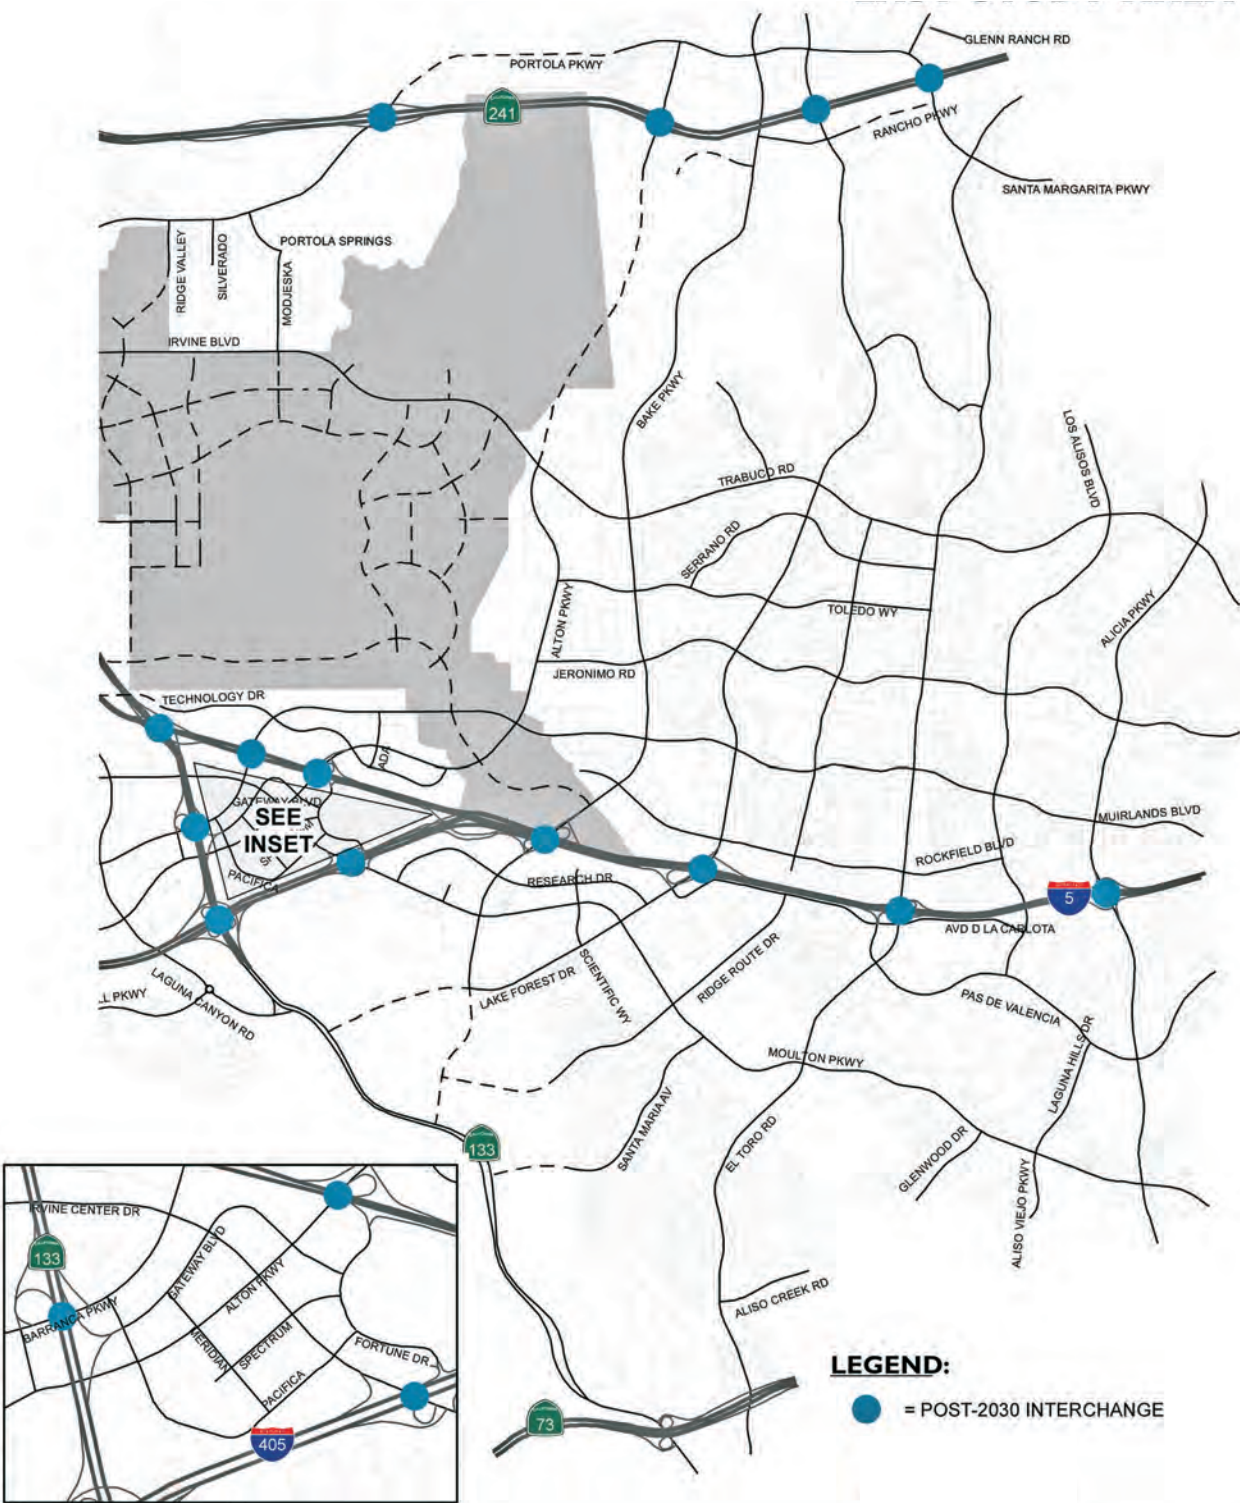 GLENN RANCH RD
PORTOLA PKWY
241
RANCHO PKWY
SANTA MARGARITA PKWY
RIDGE VALLEY
SILVERADO
PORTOLA SPRINGS
MODJESKA
IRVINE BLVD
BAKE PKWY
LOS ALISOS BLVD
TRABUCO RD
SERRANO RD
ALTON PKWY
TOLEDO WY
ALICIA PKWY
JERONIMO RD
TECHNOLOGY DR
ADA
GATEWAY BLVD
SEE
INSET
PACIFICA
MUIRLANDS BLVD
ROCKFIELD BLVD
RESEARCH DR
5
AVD D LA CARLOTA
LAGUNA CANYON RD
LL PKWY
LAKE FOREST DR
SCIENTIFIC WY
RIDGE ROUTE DR
PAS DE VALENCIA
LAGUNA HILLS DR
MOULTON PKWY
SANTA MARIA AV
EL TORO RD
133
GLENWOOD DR
ALISO VIEJO PKWY
ALISO CREEK RD
IRVINE CENTER DR
133
GATEWAY BLVD
ALTON PKWY
BARRANCA PKWY
MERIDIAN
SPECTRUM
FORTUNE DR
PACIFICA
405
73
LEGEND:
= POST-2030 INTERCHANGE